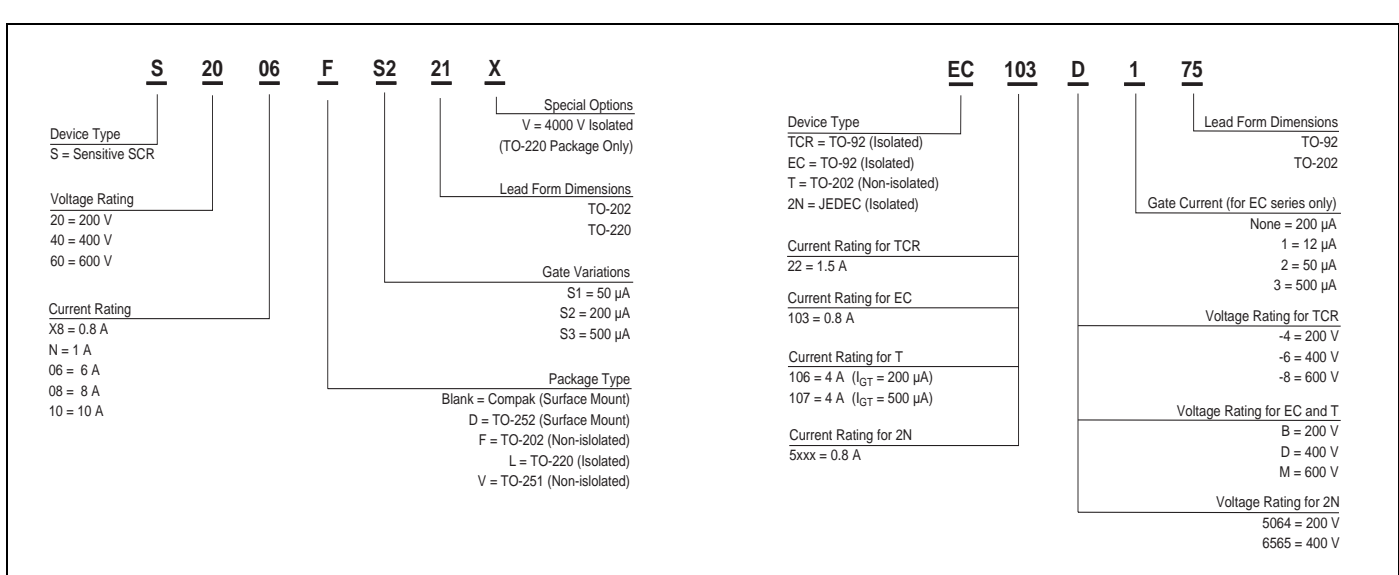 S 20 06 F S2 21 X
Special Options
V = 4000 V Isolated
(TO-220 Package Only)
Device Type
S = Sensitive SCR
Lead Form Dimensions
TO-202
TO-220
Voltage Rating
20 = 200 V
40 = 400 V
60 = 600 V
Gate Variations
S1 = 50 µA
S2 = 200 µA
S3 = 500 µA
Current Rating
X8 = 0.8 A
N = 1 A
06 = 6 A
08 = 8 A
10 = 10 A
Package Type
Blank = Compak (Surface Mount)
D = TO-252 (Surface Mount)
F = TO-202 (Non-islolated)
L = TO-220 (Isolated)
V = TO-251 (Non-islolated)
EC 103 D 1 75
Device Type
TCR = TO-92 (Isolated)
EC = TO-92 (Isolated)
T = TO-202 (Non-isolated)
2N = JEDEC (Isolated)
Lead Form Dimensions
TO-92
TO-202
Gate Current (for EC series only)
None = 200 µA
1 = 12 µA
2 = 50 µA
3 = 500 µA
Current Rating for TCR
22 = 1.5 A
Current Rating for EC
103 = 0.8 A
Current Rating for T
106 = 4 A (IGT = 200 µA)
107 = 4 A (IGT = 500 µA)
Current Rating for 2N
5xxx = 0.8 A
Voltage Rating for TCR
-4 = 200 V
-6 = 400 V
-8 = 600 V
Voltage Rating for EC and T
B = 200 V
D = 400 V
M = 600 V
Voltage Rating for 2N
5064 = 200 V
6565 = 400 V